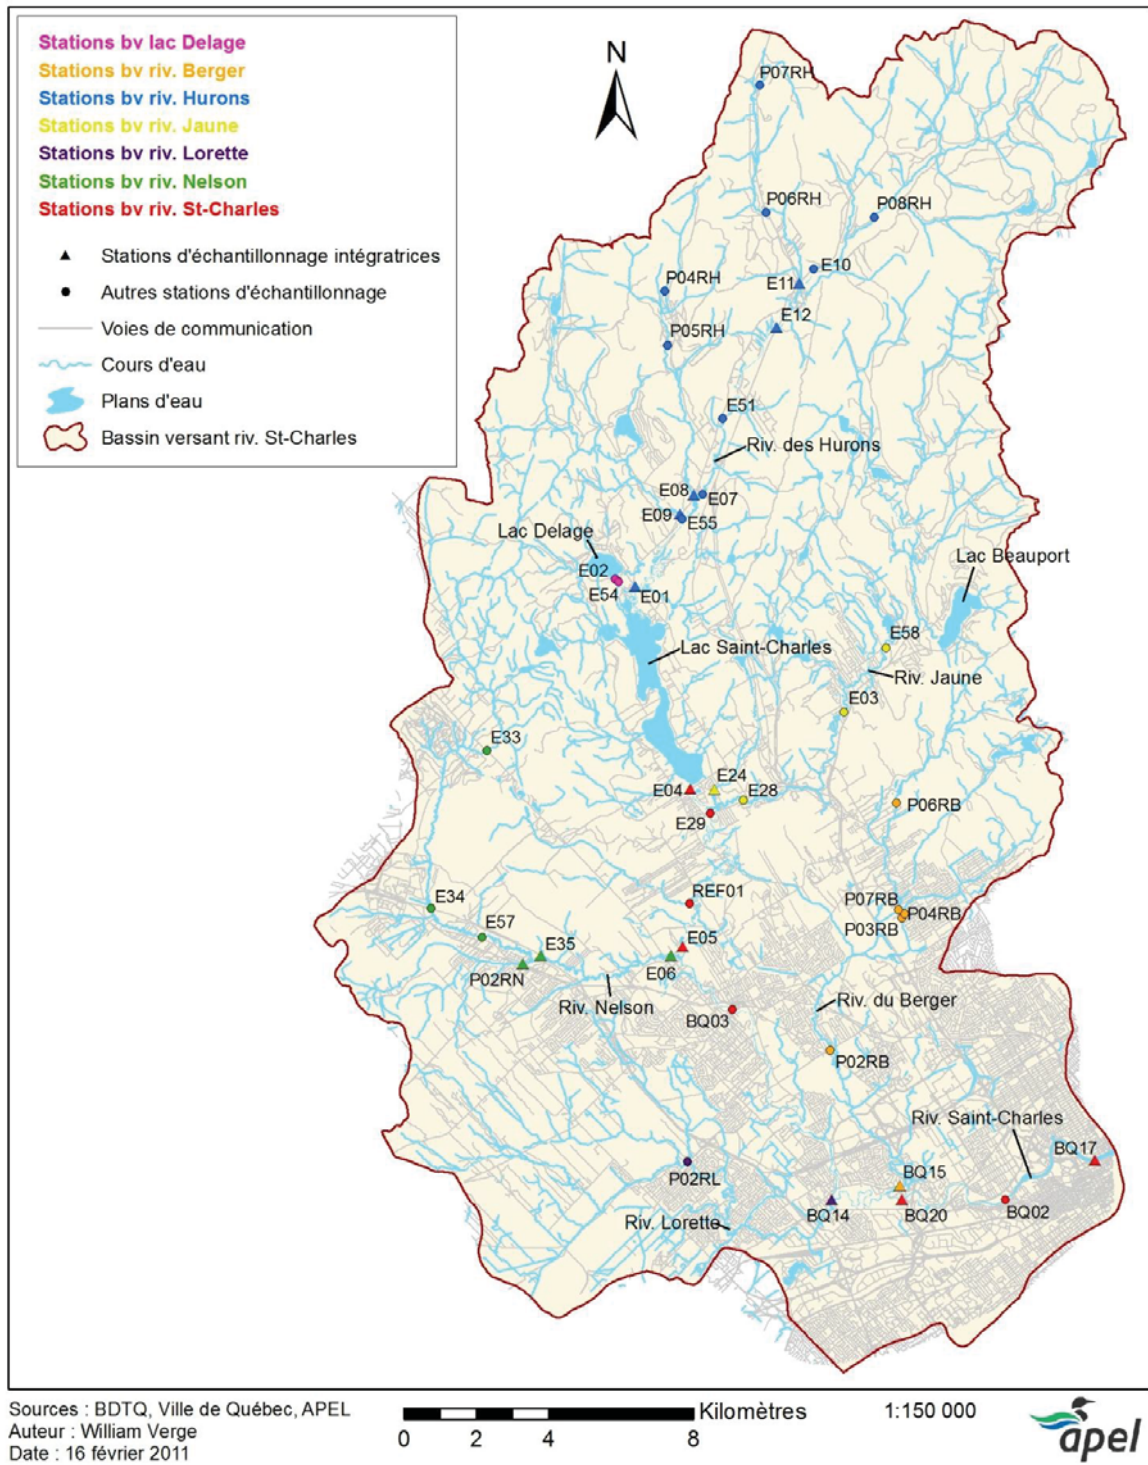 Stations bv lac Delage
Stations bv riv. Berger
Stations bv riv. Hurons
Stations bv riv. Jaune
Stations bv riv. Lorette
Stations bv riv. Nelson
Stations bv riv. St-Charles
Stations d'échantillonnage intégratrices
Autres stations d'échantillonnage
Voies de communication
Cours d'eau
Plans d'eau
Bassin versant riv. St-Charles
N
P07RH
P06RH
P08RH
E10
P04RH
E11
E12
P05RH
E51
Riv. des Hurons
E08
E07
E09
E55
Lac Delage
Lac Beauport
E02
E54
E01
E58
Lac Saint-Charles
Riv. Jaune
E03
E33
E24
E04
E28
P06RB
E29
REF01
P07RB
E34
P04RB
P03RB
E57
E35
E05
P02RN
E06
Riv. Nelson
Riv. du Berger
BQ03
P02RB
Riv. Saint-Charles
BQ17
P02RL
BQ15
BQ14
BQ20
BQ02
Riv. Lorette
Sources : BDTQ, Ville de Québec, APEL
Auteur : William Verge
Date : 16 février 2011
Kilomètres
0 2 4 8
1:150 000
apel